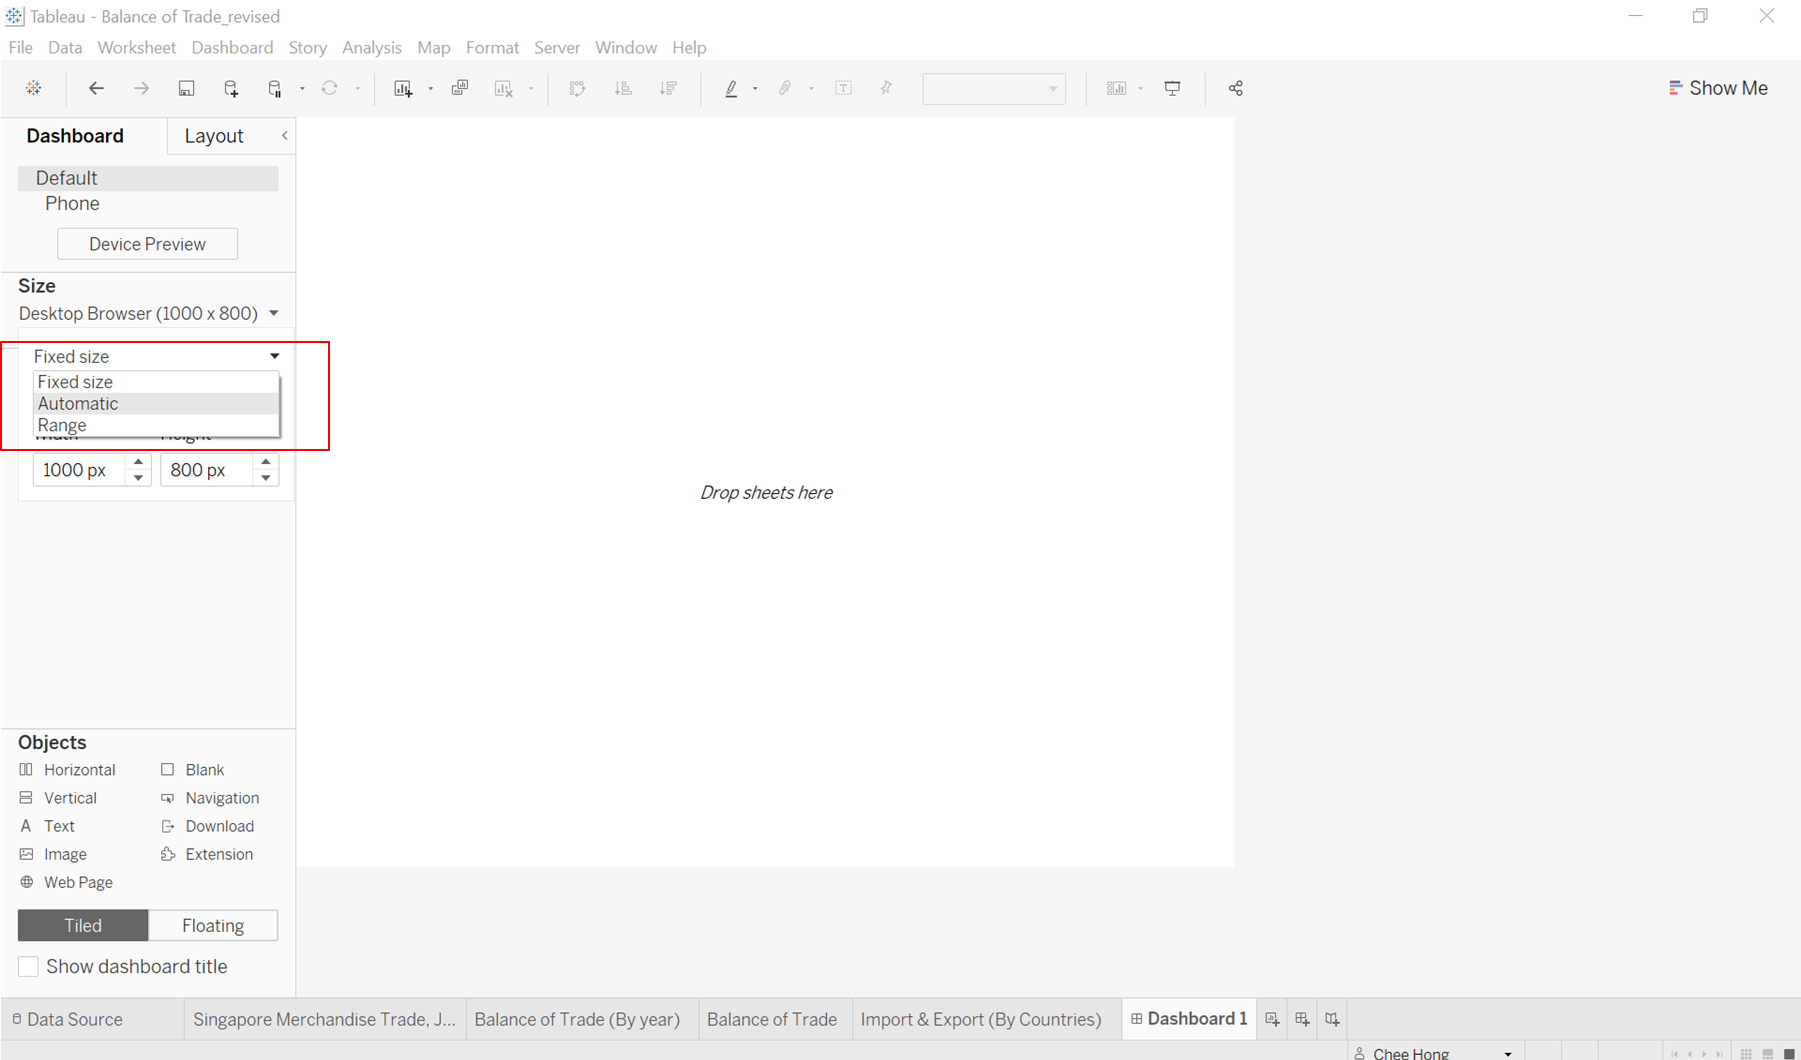 Tableau - Balance of Trade_revised
File Data Worksheet Dashboard Story Analysis Map Format Server Window Help
Show Me
Dashboard Layout
Default
Phone
Device Preview
Size
Desktop Browser (1000 x 800)
Fixed size
Fixed size
Automatic
Range
Width Height
1000 px 800 px
Drop sheets here
Objects
Horizontal Blank
Vertical Navigation
A Text Download
Image Extension
Web Page
Tiled Floating
Show dashboard title
Data Source Singapore Merchandise Trade, J... Balance of Trade (By year) Balance of Trade Import & Export (By Countries) Dashboard 1
Chee Hong